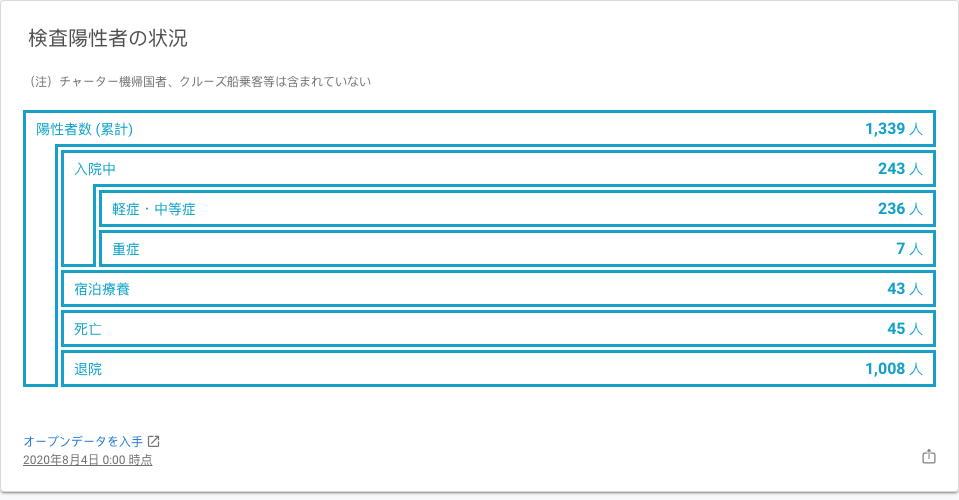 検査陽性者の状況
（注）チャーター機帰国者、クルーズ船乗客等は含まれていない
陽性者数 (累計) 1,339 人
入院中 243 人
軽症・中等症 236 人
重症 7 人
宿泊療養 43 人
死亡 45 人
退院 1,008 人
オープンデータを入手
2020年8月4日 0:00 時点